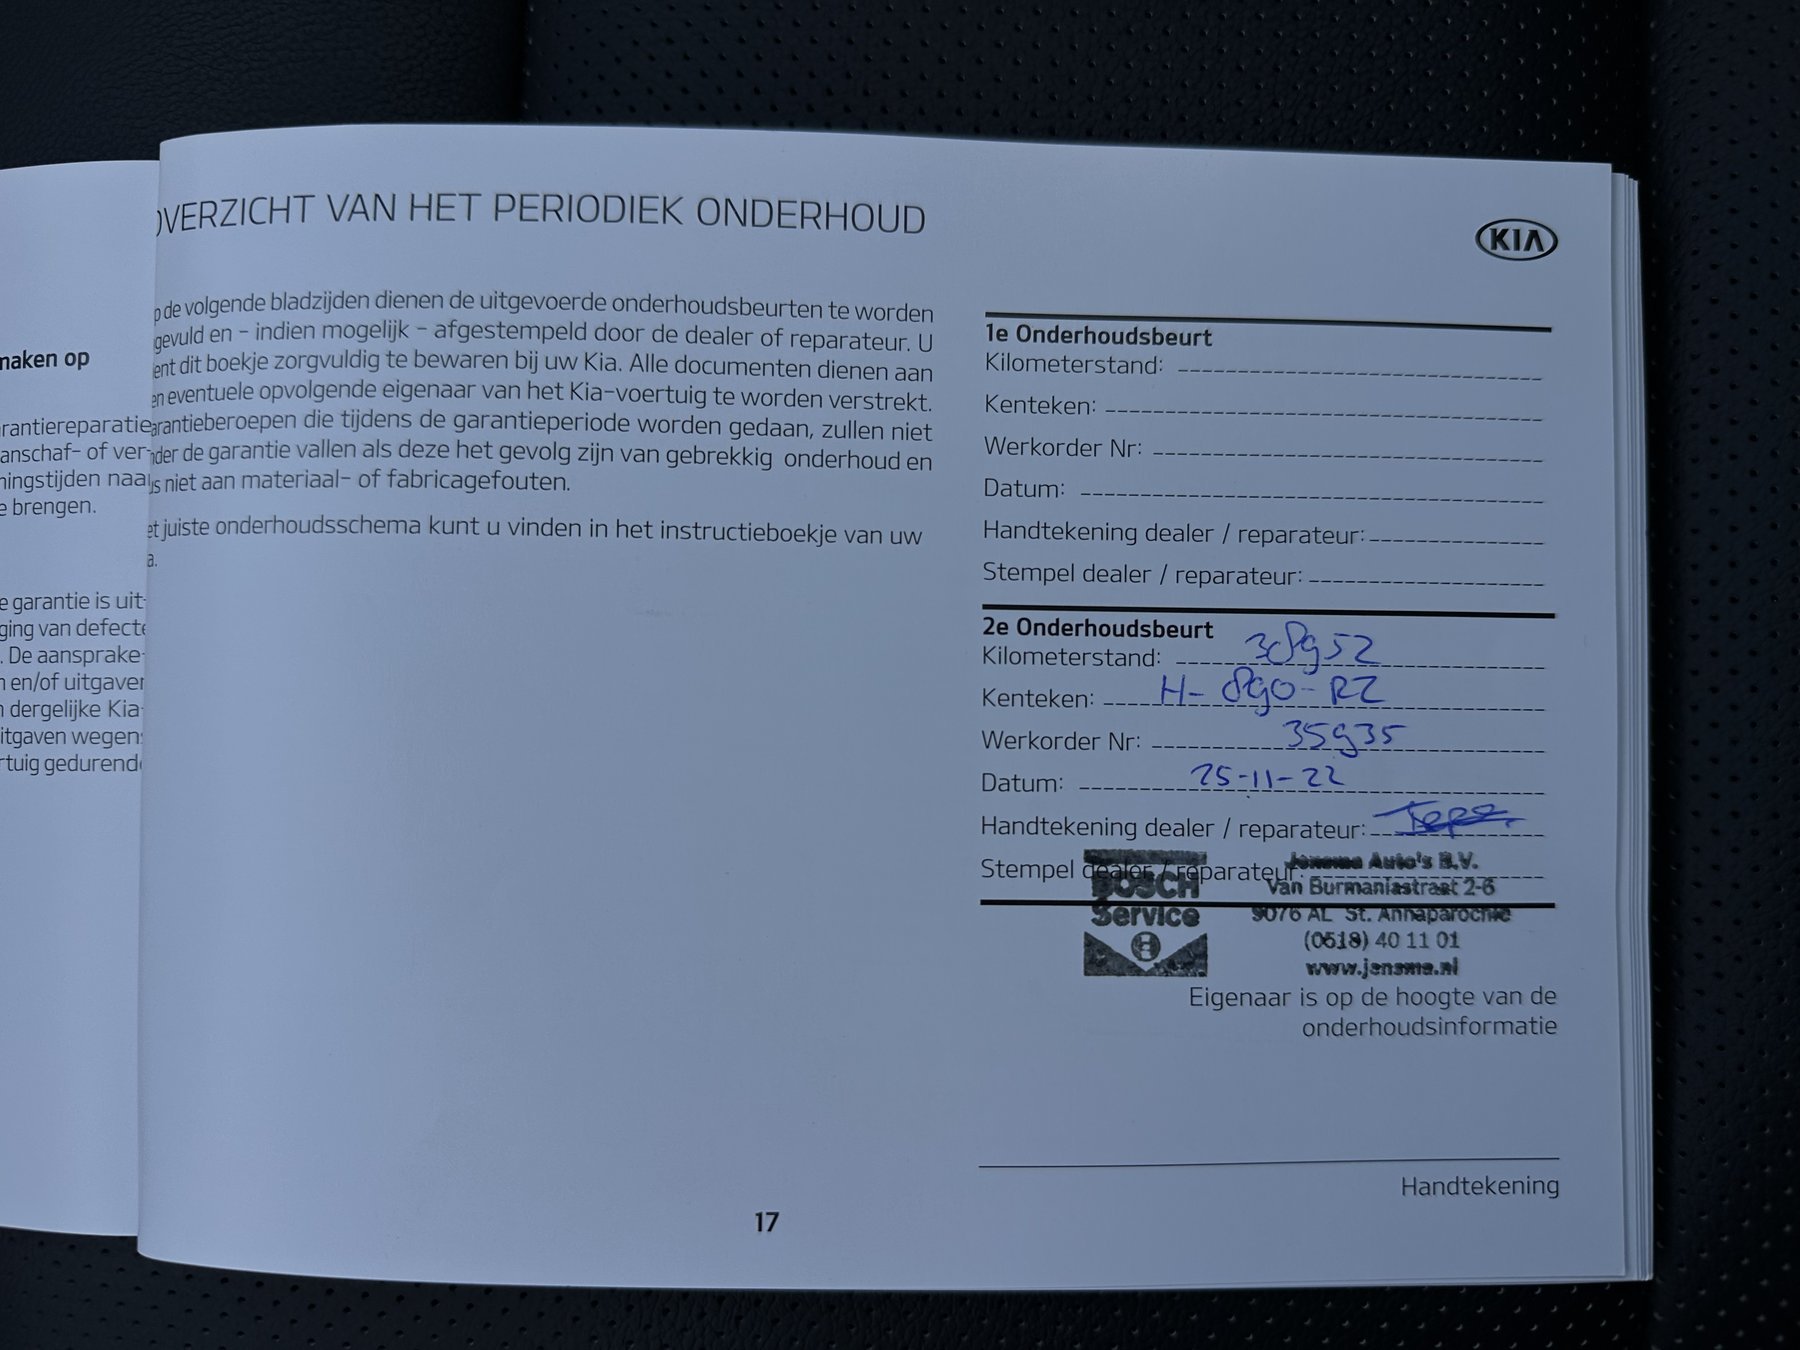 maken op
rantiereparatie
anschaf- of ver-
ningstijden naa
e brengen.
e garantie is uit-
ging van defecte
. De aansprake-
n en/of uitgaven
n dergelijke Kia-
itgaven wegens
rtuig gedurende
OVERZICHT VAN HET PERIODIEK ONDERHOUD
p de volgende bladzijden dienen de uitgevoerde onderhoudsbeurten te worden
gevuld en - indien mogelijk - afgestempeld door de dealer of reparateur. U
ent dit boekje zorgvuldig te bewaren bij uw Kia. Alle documenten dienen aan
en eventuele opvolgende eigenaar van het Kia-voertuig te worden verstrekt.
arantieberoepen die tijdens de garantieperiode worden gedaan, zullen niet
nder de garantie vallen als deze het gevolg zijn van gebrekkig onderhoud en
us niet aan materiaal- of fabricagefouten.
et juiste onderhoudsschema kunt u vinden in het instructieboekje van uw
a.
KIA
1e Onderhoudsbeurt
Kilometerstand:
Kenteken:
Werkorder Nr:
Datum:
Handtekening dealer / reparateur:
Stempel dealer / reparateur:
2e Onderhoudsbeurt
Kilometerstand: 38952
Kenteken: H-890-RZ
Werkorder Nr: 35935
Datum: 25-11-22
Handtekening dealer / reparateur:
Stempel dealer / reparateur:
BOSCH
Service
Jensma Auto's B.V.
Van Burmaniastraat 2-6
9076 AL St. Annaparochie
(0518) 40 11 01
www.jensma.nl
Eigenaar is op de hoogte van de
onderhoudsinformatie
Handtekening
17